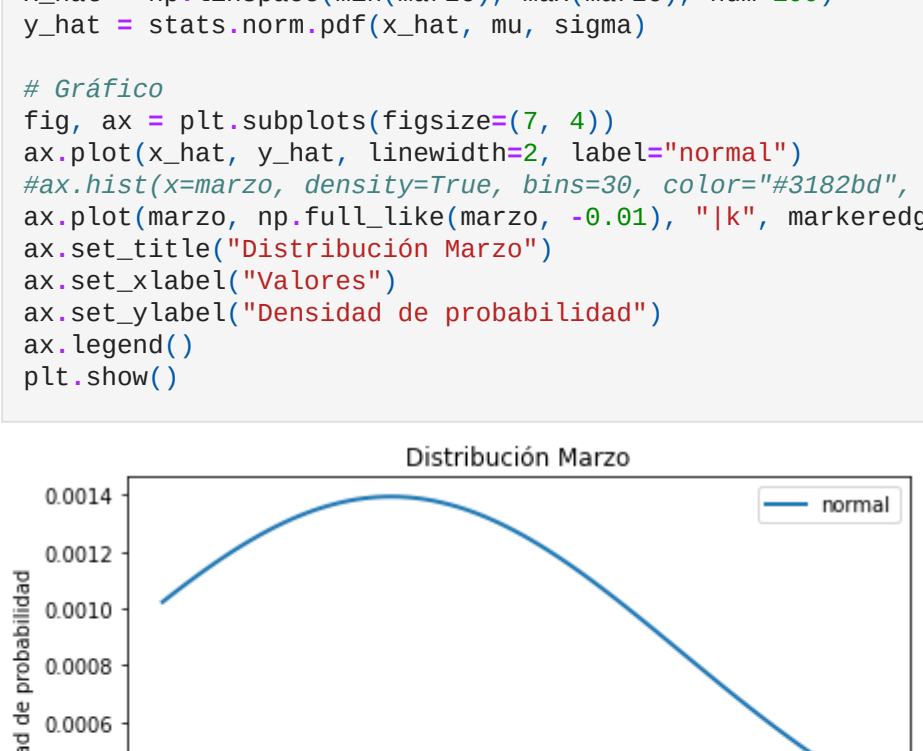 y_hat = stats.norm.pdf(x_hat, mu, sigma)
# Gráfico
fig, ax = plt.subplots(figsize=(7, 4))
ax.plot(x_hat, y_hat, linewidth=2, label="normal")
#ax.hist(x=marzo, density=True, bins=30, color="#3182bd",
ax.plot(marzo, np.full_like(marzo, -0.01), "|k", markeredg
ax.set_title("Distribución Marzo")
ax.set_xlabel("Valores")
ax.set_ylabel("Densidad de probabilidad")
ax.legend()
plt.show()
Distribución Marzo
normal
0.0014
0.0012
0.0010
0.0008
0.0006
ad de probabilidad